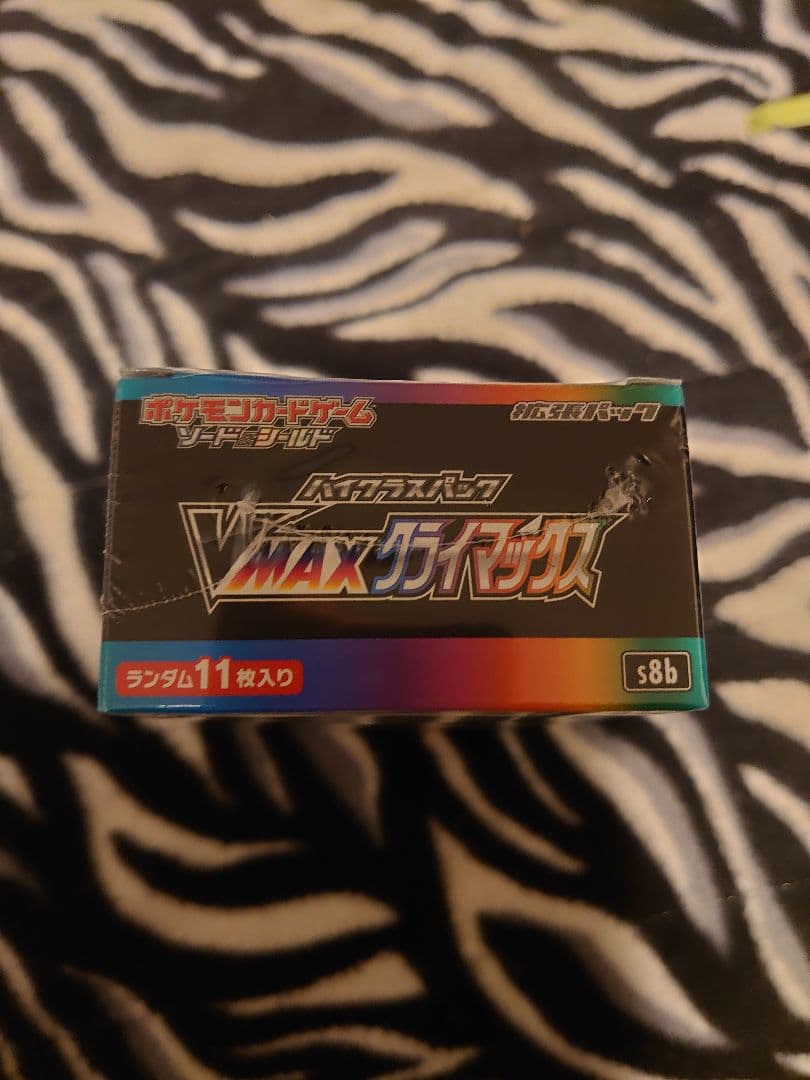 ポケモンカードゲーム
ソード&シールド
拡張パック
ハイクラスパック
VMAXクライマックス
ランダム11枚入り
s8b